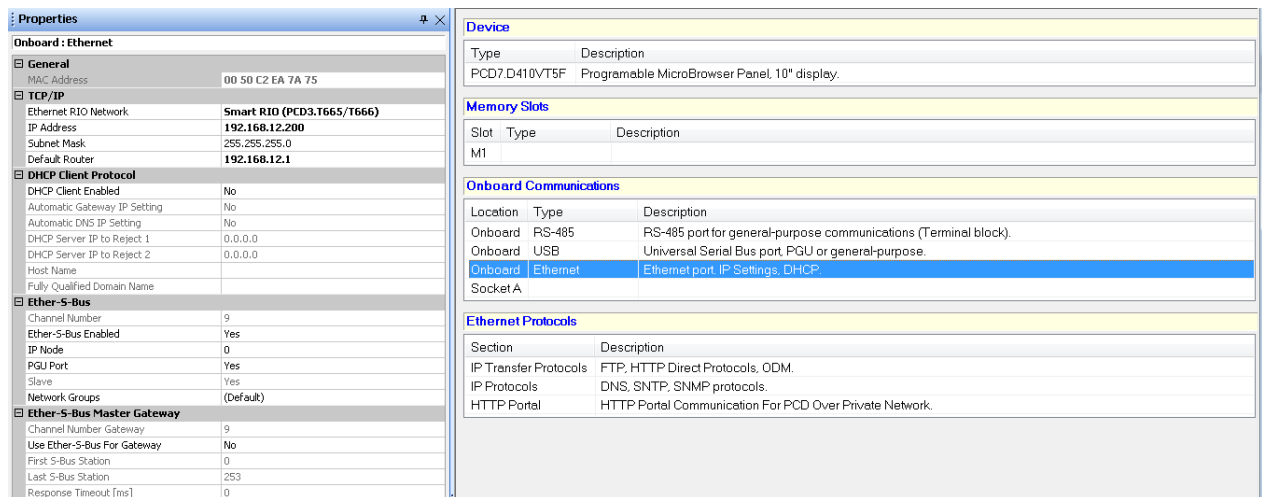 Properties
Onboard : Ethernet
General
MAC Address 00 50 C2 EA 7A 75
TCP/IP
Ethernet RIO Network Smart RIO (PCD3.T665/T666)
IP Address 192.168.12.200
Subnet Mask 255.255.255.0
Default Router 192.168.12.1
DHCP Client Protocol
DHCP Client Enabled No
Automatic Gateway IP Setting No
Automatic DNS IP Setting No
DHCP Server IP to Reject 1 0.0.0.0
DHCP Server IP to Reject 2 0.0.0.0
Host Name
Fully Qualified Domain Name
Ether-S-Bus
Channel Number 9
Ether-S-Bus Enabled Yes
IP Node 0
PGU Port Yes
Slave Yes
Network Groups (Default)
Ether-S-Bus Master Gateway
Channel Number Gateway 9
Use Ether-S-Bus For Gateway No
First S-Bus Station 0
Last S-Bus Station 253
Response Timeout [ms] 0
Device
Type Description
PCD7.D410VT5F Programable MicroBrowser Panel, 10" display.
Memory Slots
Slot Type Description
M1
Onboard Communications
Location Type Description
Onboard RS-485 RS-485 port for general-purpose communications (Terminal block).
Onboard USB Universal Serial Bus port, PGU or general-purpose.
Onboard Ethernet Ethernet port. IP Settings, DHCP.
Socket A
Ethernet Protocols
Section Description
IP Transfer Protocols FTP, HTTP Direct Protocols, ODM.
IP Protocols DNS, SNTP, SNMP protocols.
HTTP Portal HTTP Portal Communication For PCD Over Private Network.